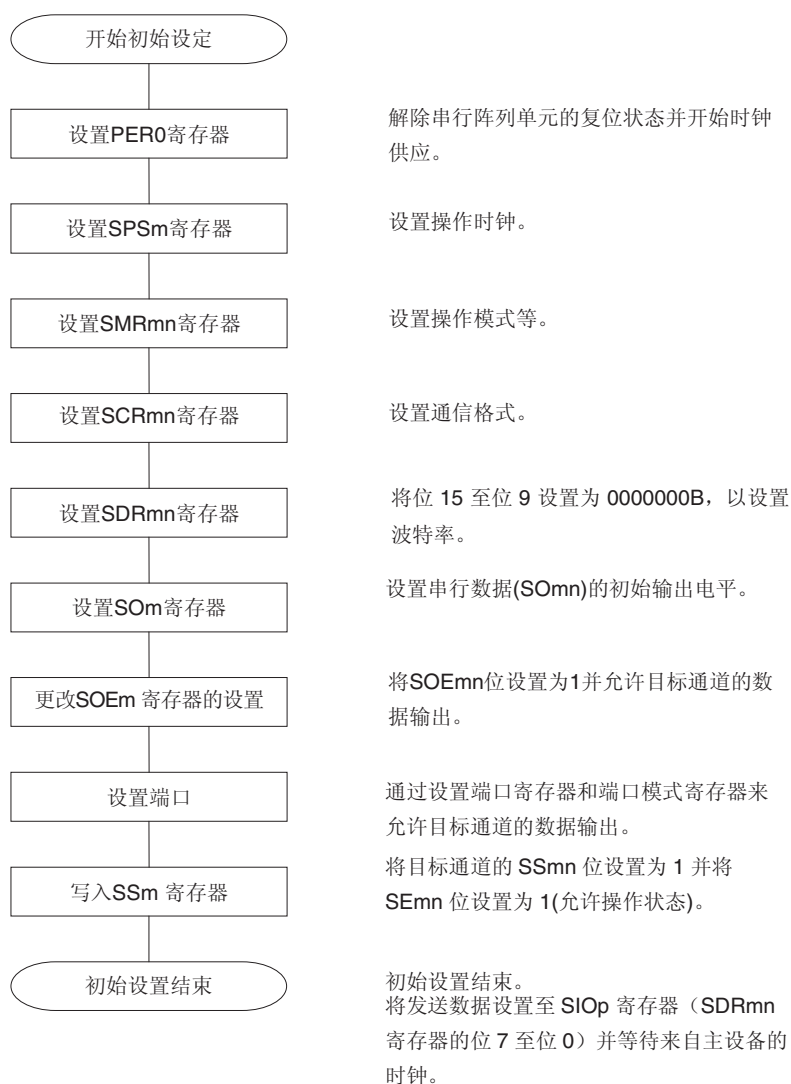 开始初始设定
设置PER0寄存器
解除串行阵列单元的复位状态并开始时钟
供应。
设置SPSm寄存器
设置操作时钟。
设置SMRmn寄存器
设置操作模式等。
设置SCRmn寄存器
设置通信格式。
设置SDRmn寄存器
将位 15 至位 9 设置为 0000000B，以设置
波特率。
设置SOm寄存器
设置串行数据(SOmn)的初始输出电平。
更改SOEm 寄存器的设置
将SOEmn位设置为1并允许目标通道的数
据输出。
设置端口
通过设置端口寄存器和端口模式寄存器来
允许目标通道的数据输出。
写入SSm 寄存器
将目标通道的 SSmn 位设置为 1 并将
SEmn 位设置为 1(允许操作状态)。
初始设置结束
初始设置结束。
将发送数据设置至 SIOp 寄存器（SDRmn
寄存器的位 7 至位 0）并等待来自主设备的
时钟。